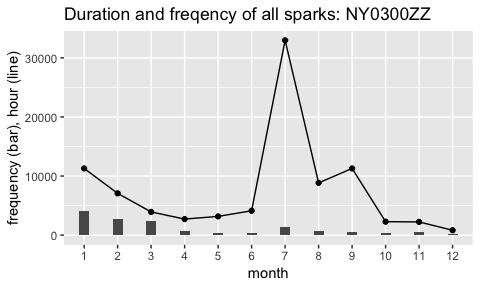 Duration and freqency of all sparks: NY0300ZZ
frequency (bar), hour (line)
30000
20000
10000
0
1 2 3 4 5 6 7 8 9 10 11 12
month